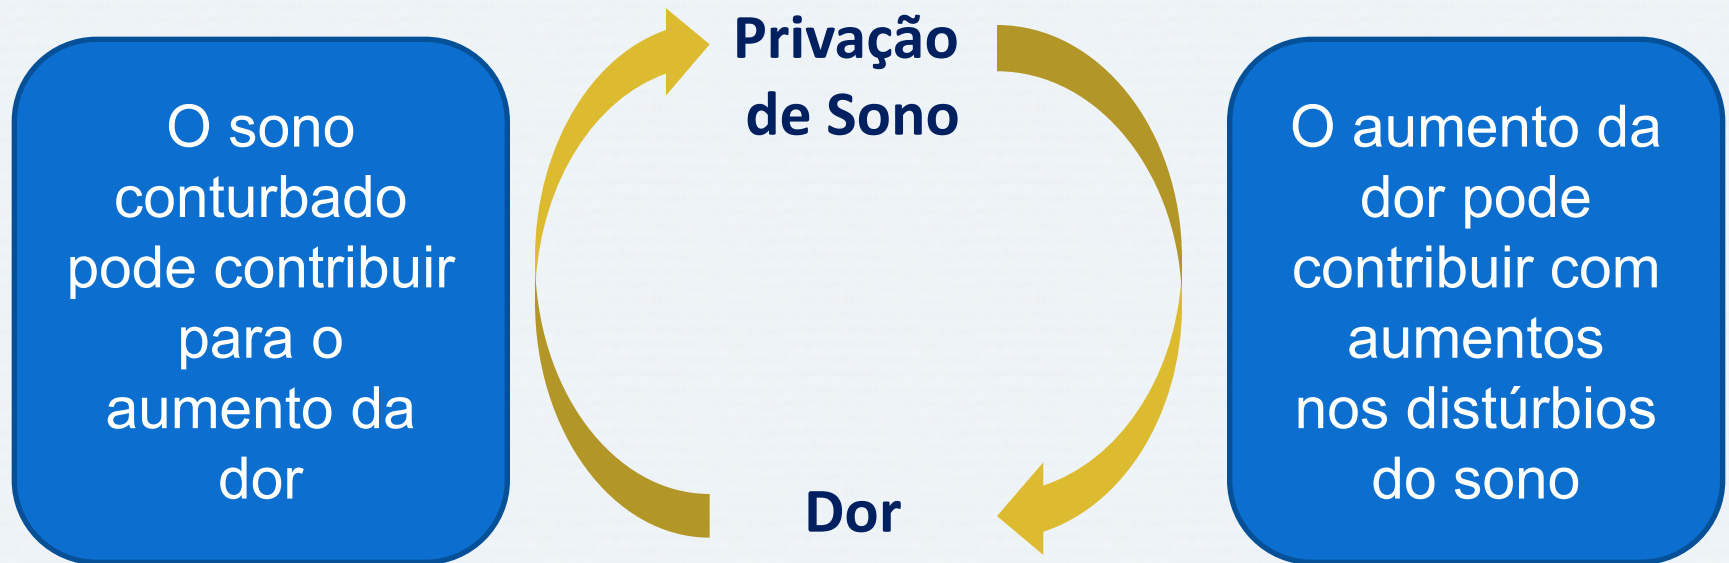 O sono
conturbado
pode contribuir
para o
aumento da
dor
Privação
de Sono
Dor
O aumento da
dor pode
contribuir com
aumentos
nos distúrbios
do sono